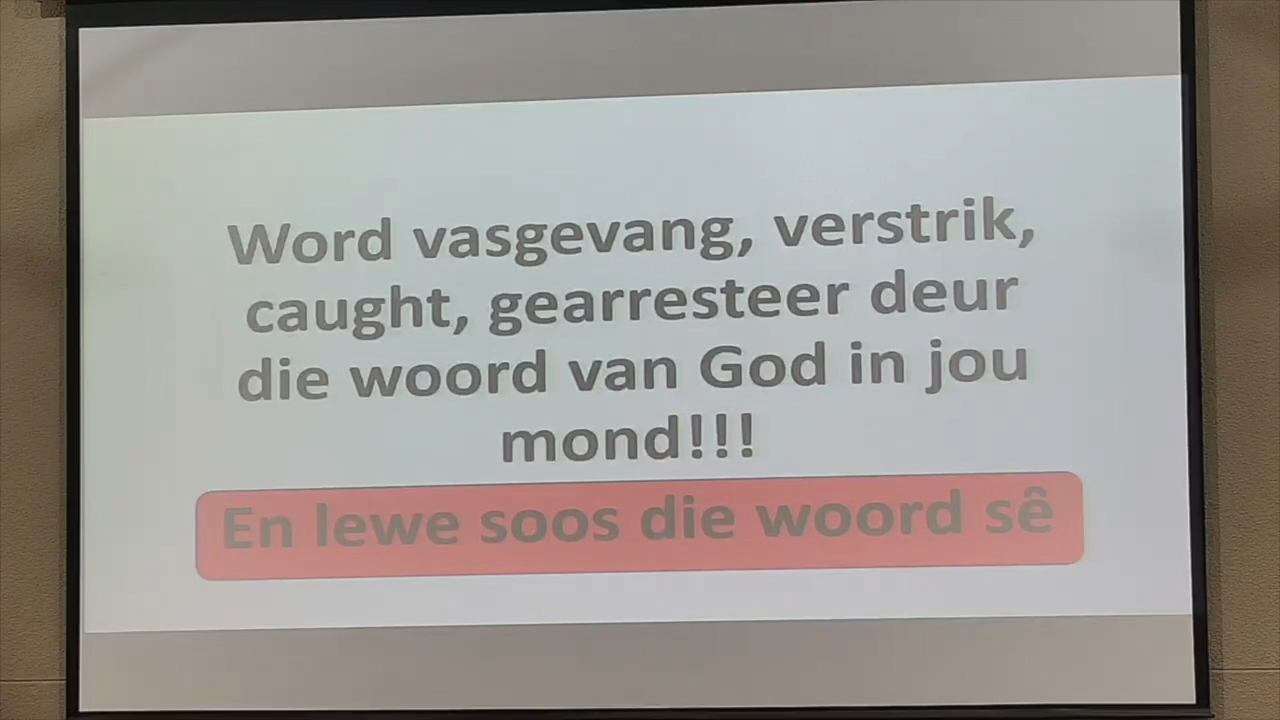 Word vasgevang, verstrik,
caught, gearresteer deur
die woord van God in jou
mond!!!
En lewe soos die woord sê